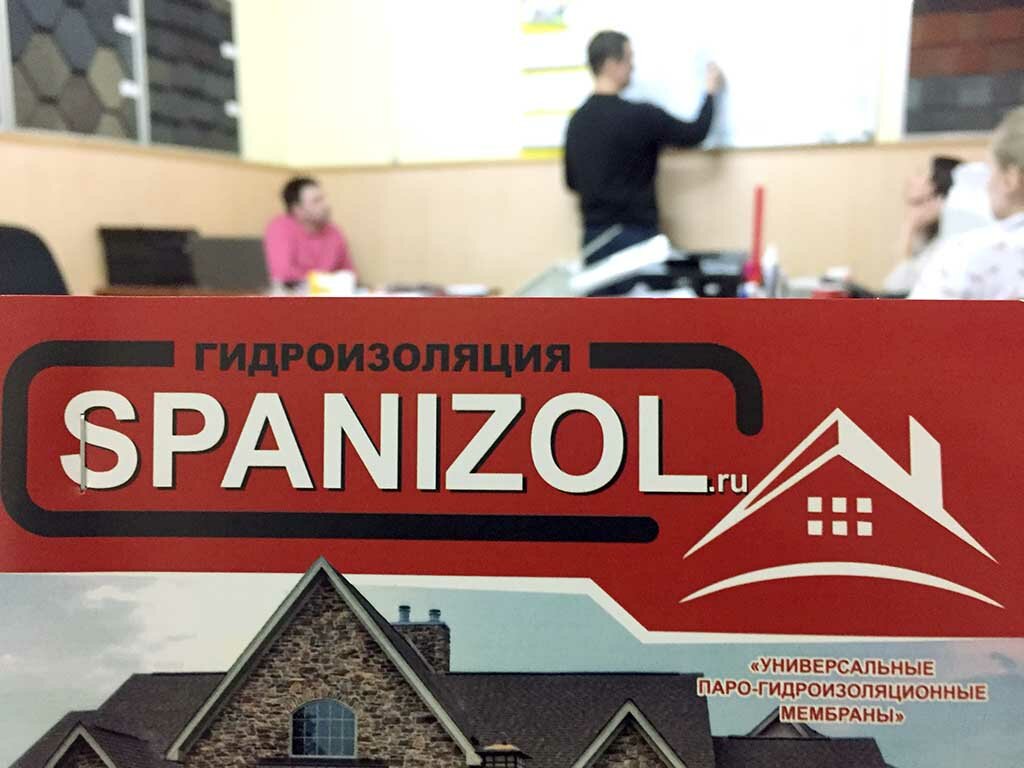 ГИДРОИЗОЛЯЦИЯ
SPANIZOL.ru
«УНИВЕРСАЛЬНЫЕ
ПАРО-ГИДРОИЗОЛЯЦИОННЫЕ
МЕМБРАНЫ»